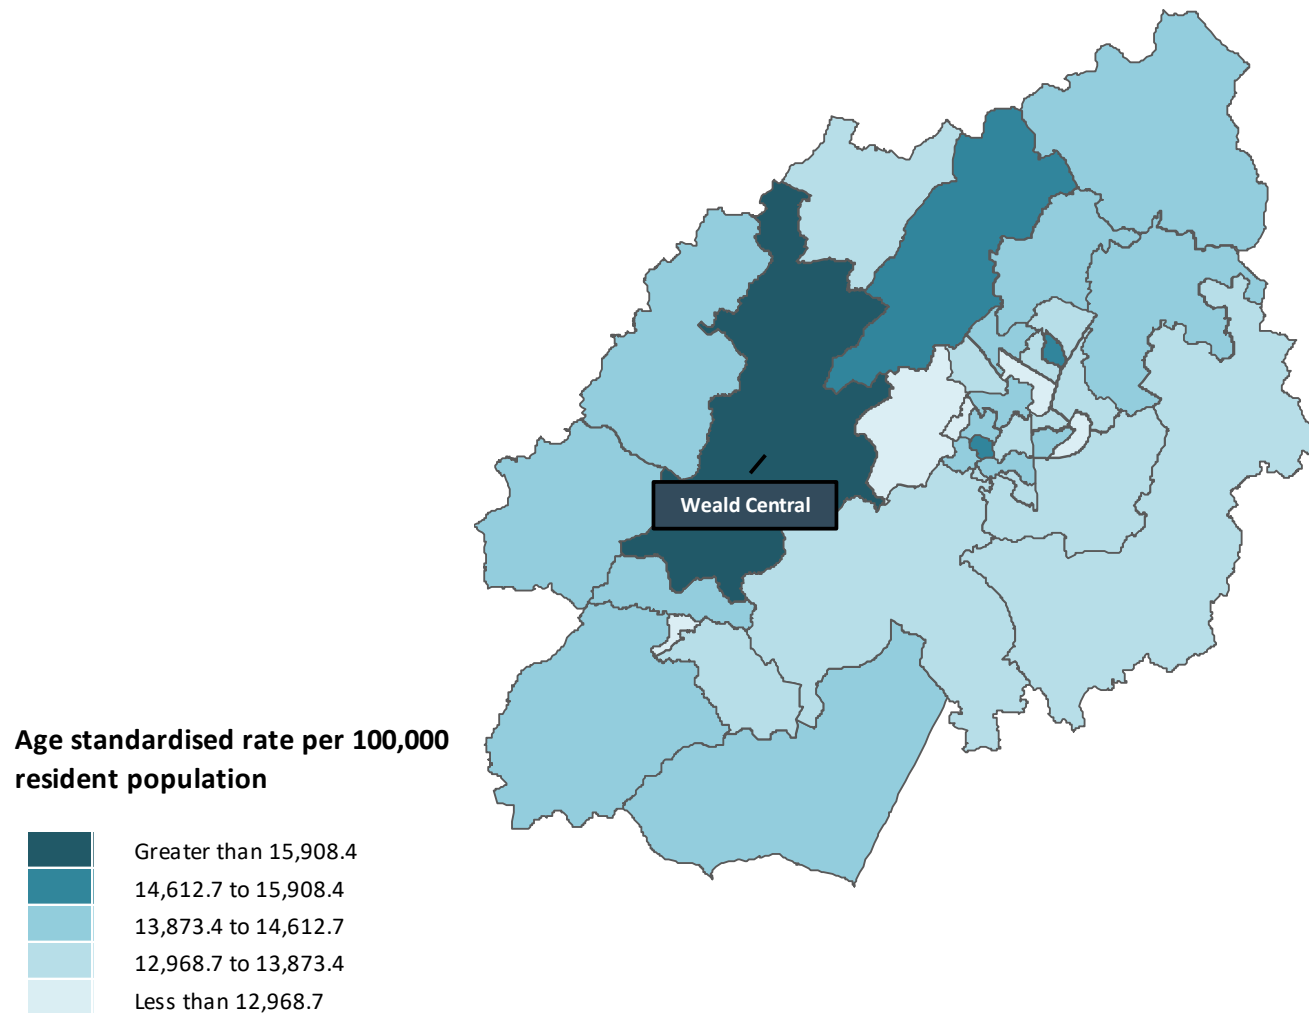 Weald Central
Age standardised rate per 100,000
resident population
Greater than 15,908.4
14,612.7 to 15,908.4
13,873.4 to 14,612.7
12,968.7 to 13,873.4
Less than 12,968.7